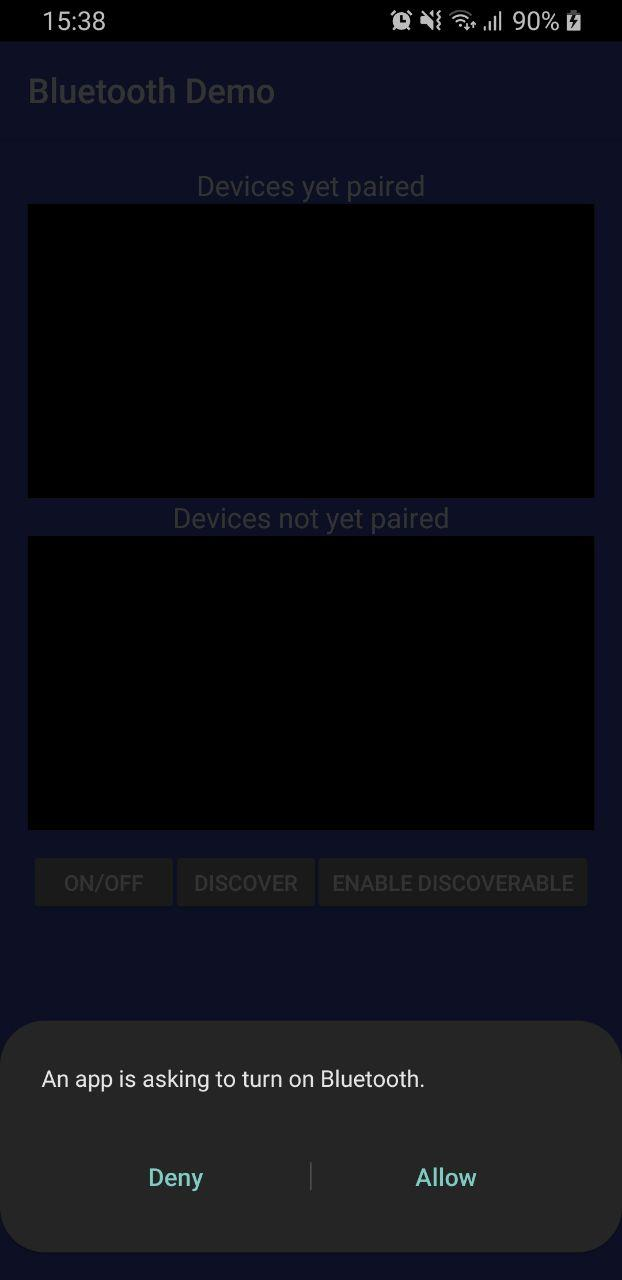 15:38 90%
Bluetooth Demo
Devices yet paired
Devices not yet paired
ON/OFF DISCOVER ENABLE DISCOVERABLE
An app is asking to turn on Bluetooth.
Deny Allow